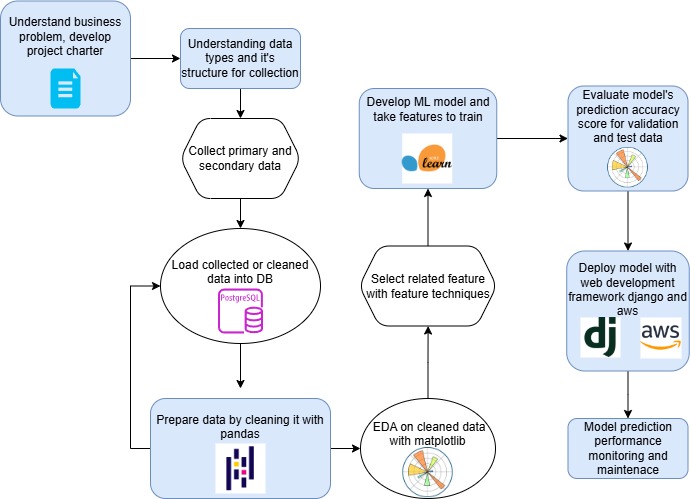 Understand business
problem, develop
project charter
Understanding data
types and it's
structure for collection
Collect primary and
secondary data
Load collected or cleaned
data into DB
PostgreSQL
Prepare data by cleaning it with
pandas
EDA on cleaned data
with matplotlib
Select related feature
with feature techniques
Develop ML model and
take features to train
learn
Evaluate model's
prediction accuracy
score for validation
and test data
Deploy model with
web development
framework django and
aws
dj
aws
Model prediction
performance
monitoring and
maintenace